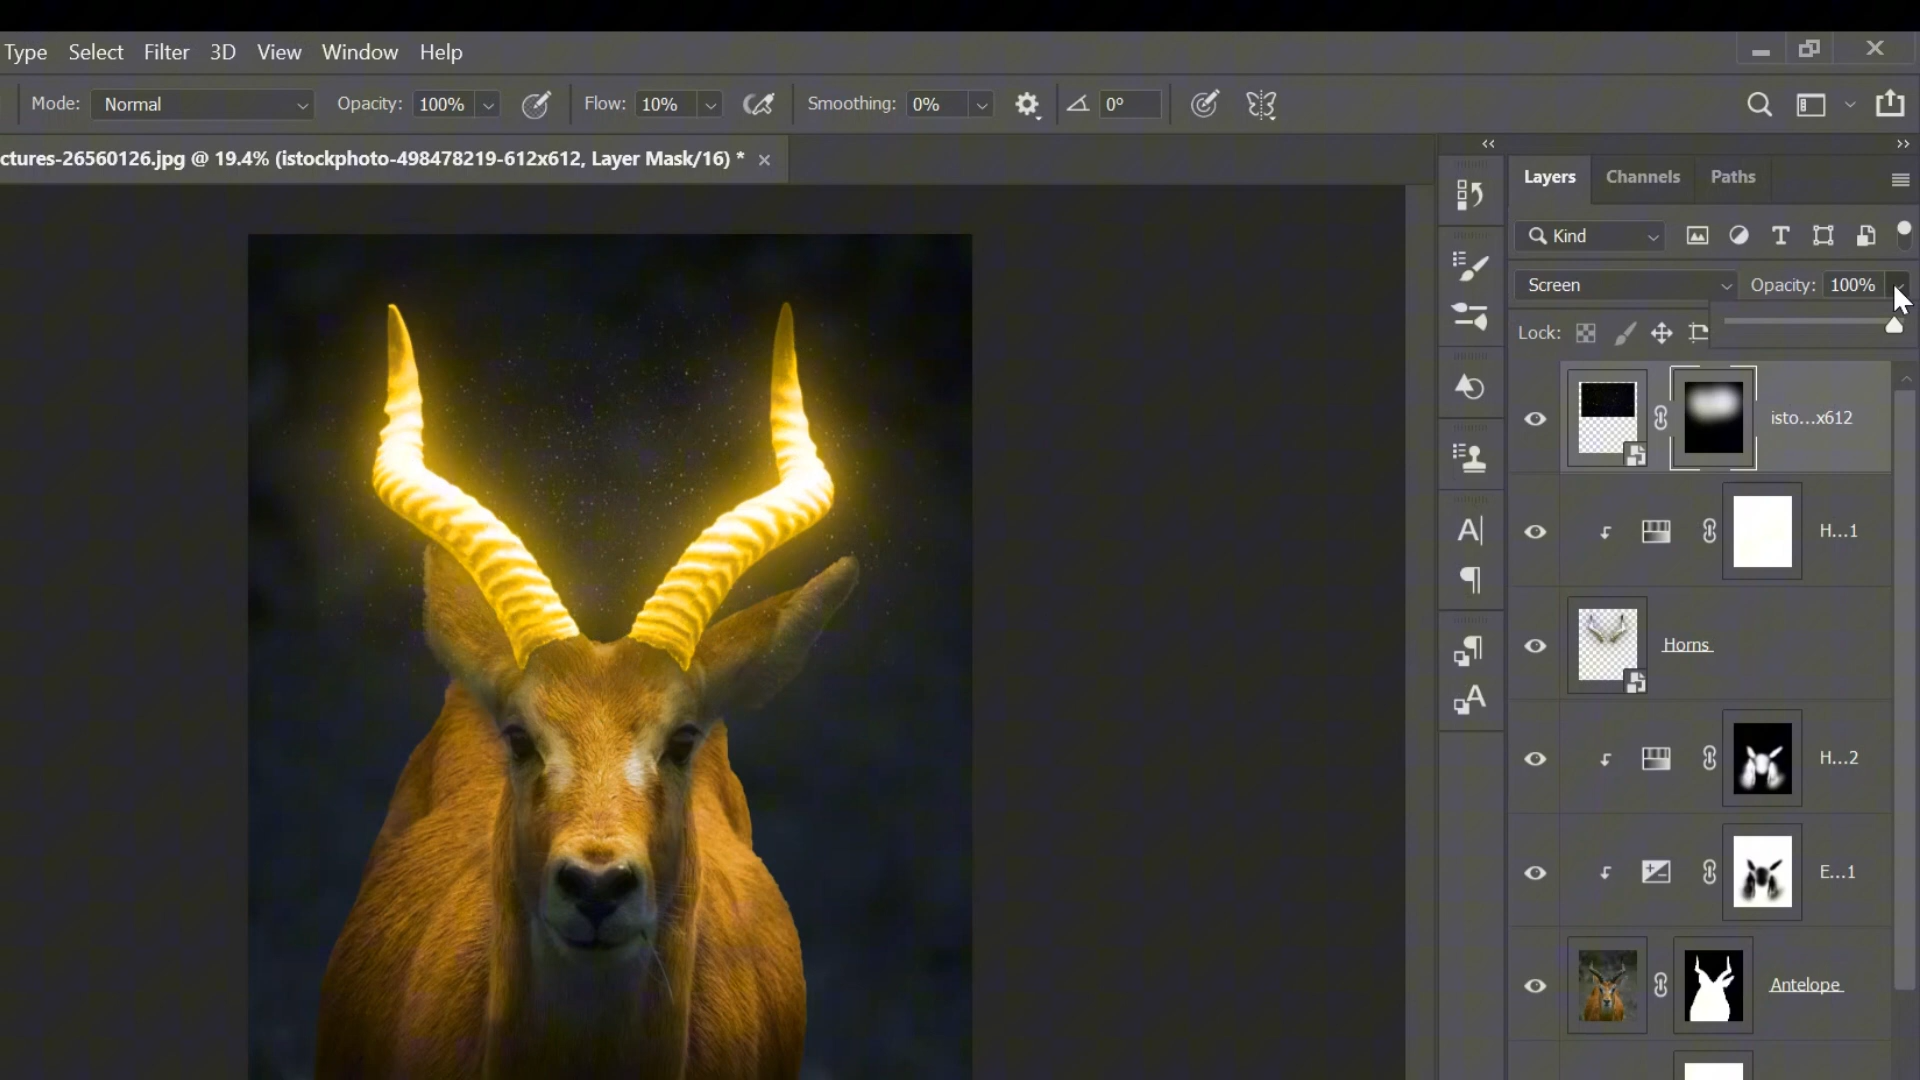 Type Select Filter 3D View Window Help
Mode: Normal Opacity: 100% Flow: 10% Smoothing: 0% 0°
ctures-26560126.jpg @ 19.4% (istockphoto-498478219-612x612, Layer Mask/16) *
Layers Channels Paths
Kind
Screen Opacity: 100%
Lock:
isto...x612
H...1
Horns
H...2
E...1
Antelope